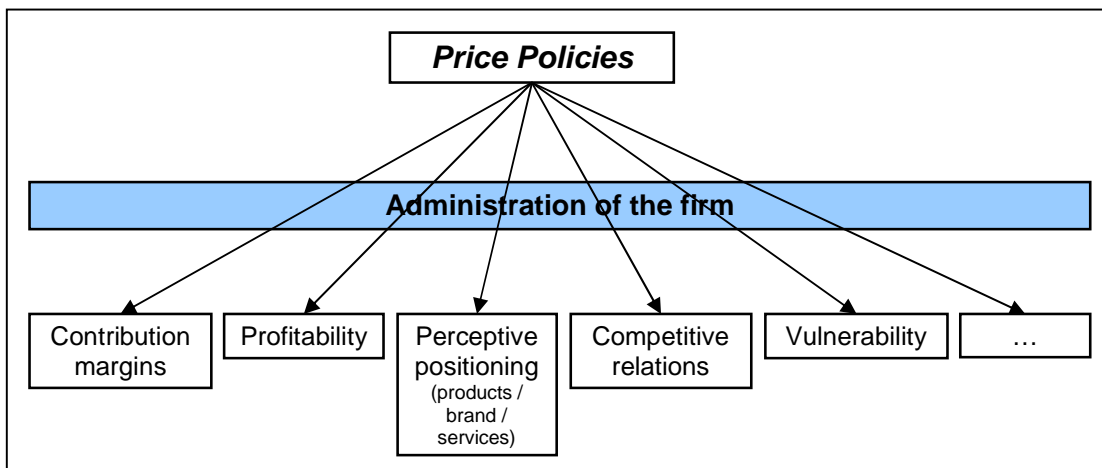 Price Policies
Administration of the firm
Contribution
margins
Profitability
Perceptive
positioning
(products /
brand /
services)
Competitive
relations
Vulnerability
…